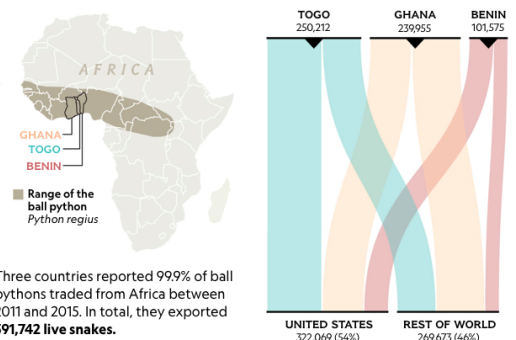 AFRICA
GHANA
TOGO
BENIN
Range of the
ball python
Python regius
Three countries reported 99.9% of ball
pythons traded from Africa between
2011 and 2015. In total, they exported
591,742 live snakes.
TOGO
250,212
GHANA
239,955
BENIN
101,575
UNITED STATES
322,069 (54%)
REST OF WORLD
269,673 (46%)